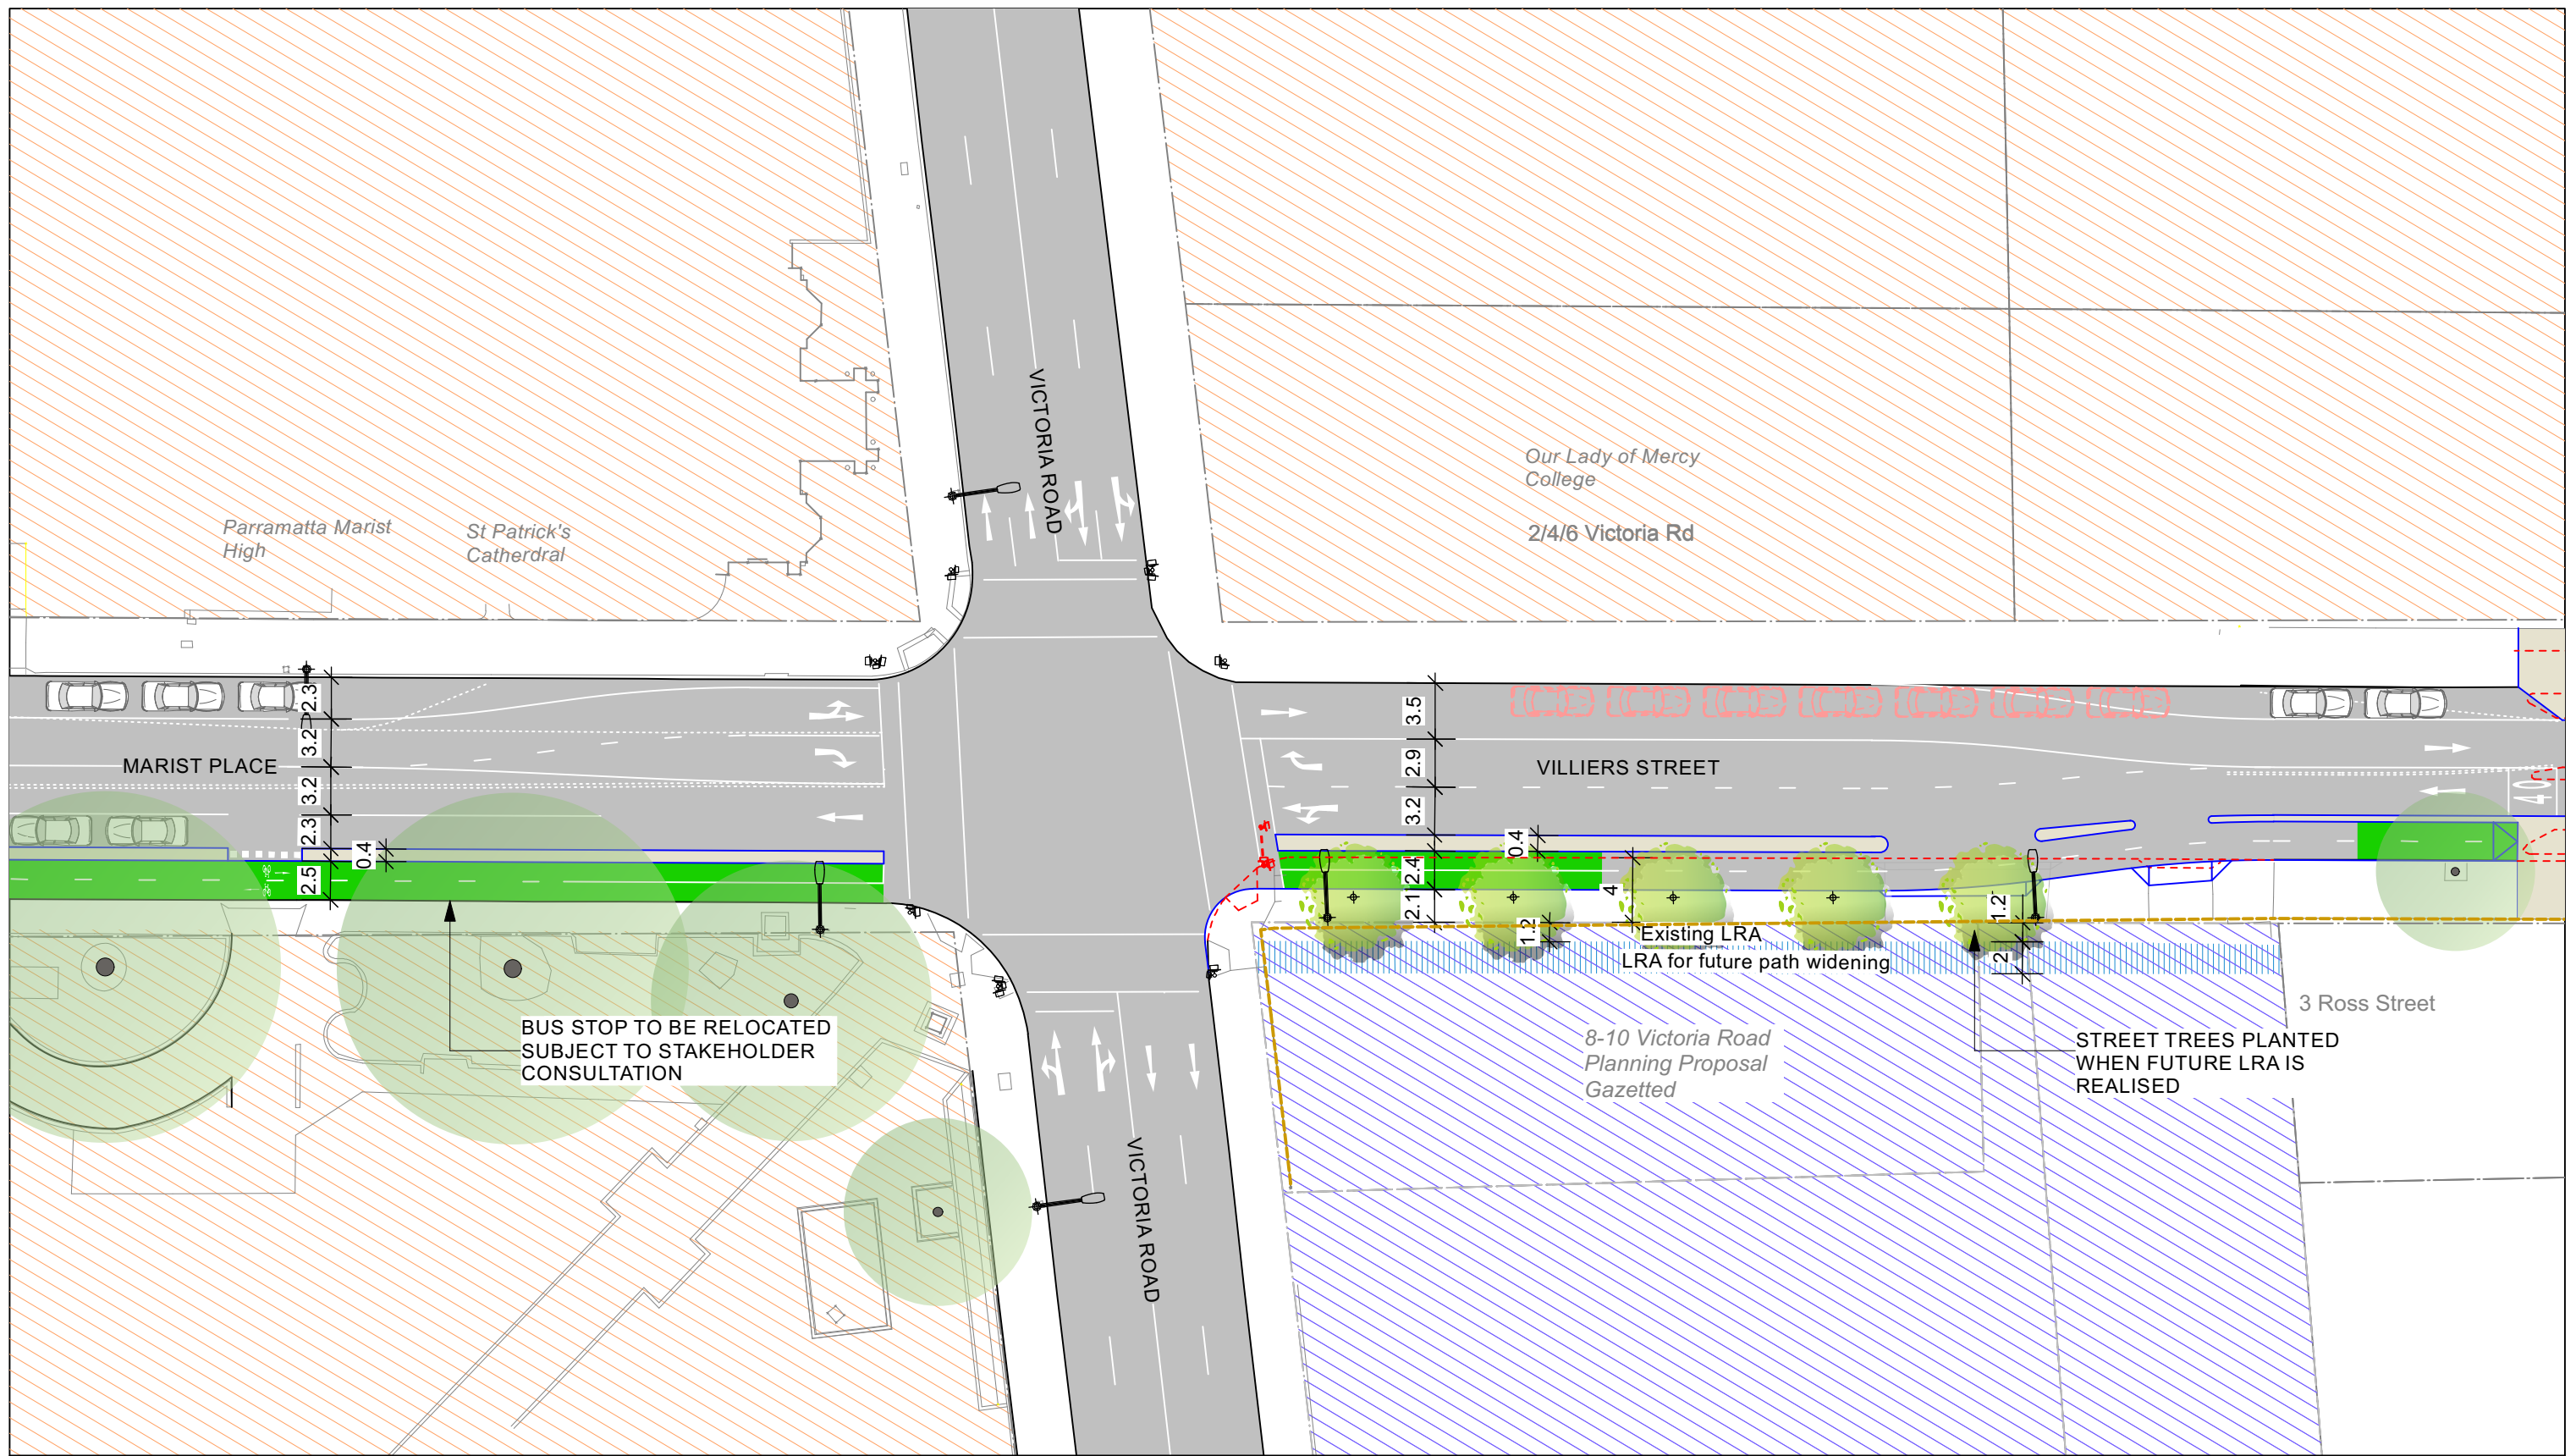 VICTORIA ROAD
Our Lady of Mercy
College
2/4/6 Victoria Rd
Parramatta Marist
High
St Patrick's
Catherdral
2.3
3.2
3.2
2.3
0.4
2.5
MARIST PLACE
3.5
2.9
3.2
0.4
2.4
2.1
4
1.2
1.2
2
VILLIERS STREET
40
Existing LRA
LRA for future path widening
3 Ross Street
BUS STOP TO BE RELOCATED
SUBJECT TO STAKEHOLDER
CONSULTATION
8-10 Victoria Road
Planning Proposal
Gazetted
STREET TREES PLANTED
WHEN FUTURE LRA IS
REALISED
VICTORIA ROAD